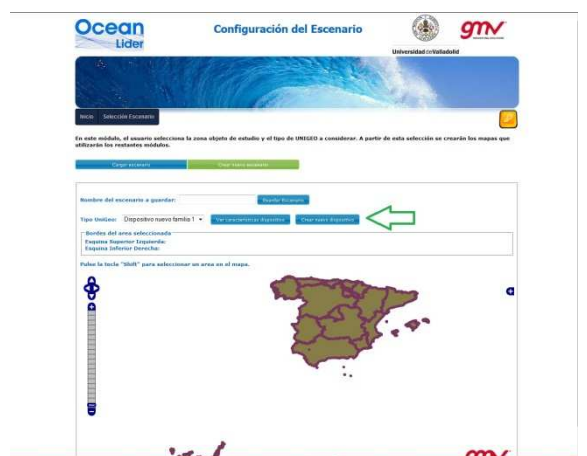 Ocean
Lider
Configuración del Escenario
Universidad de Valladolid
gmv
Inicio Selección Escenario
En este módulo, el usuario selecciona la zona objeto de estudio y el tipo de UNIGEO a considerar. A partir de esta selección se crearán los mapas que
utilizarán los restantes módulos.
Cargar escenario Crear nuevo escenario
Nombre del escenario a guardar: Guardar Escenario
Tipo UniGeo: Dispositivo nuevo familia 1 Ver características dispositivo Crear nuevo dispositivo
Bordes del area seleccionada
Esquina Superior Izquierda:
Esquina Inferior Derecha:
Pulse la tecla "Shift" para seleccionar un area en el mapa.
gmv